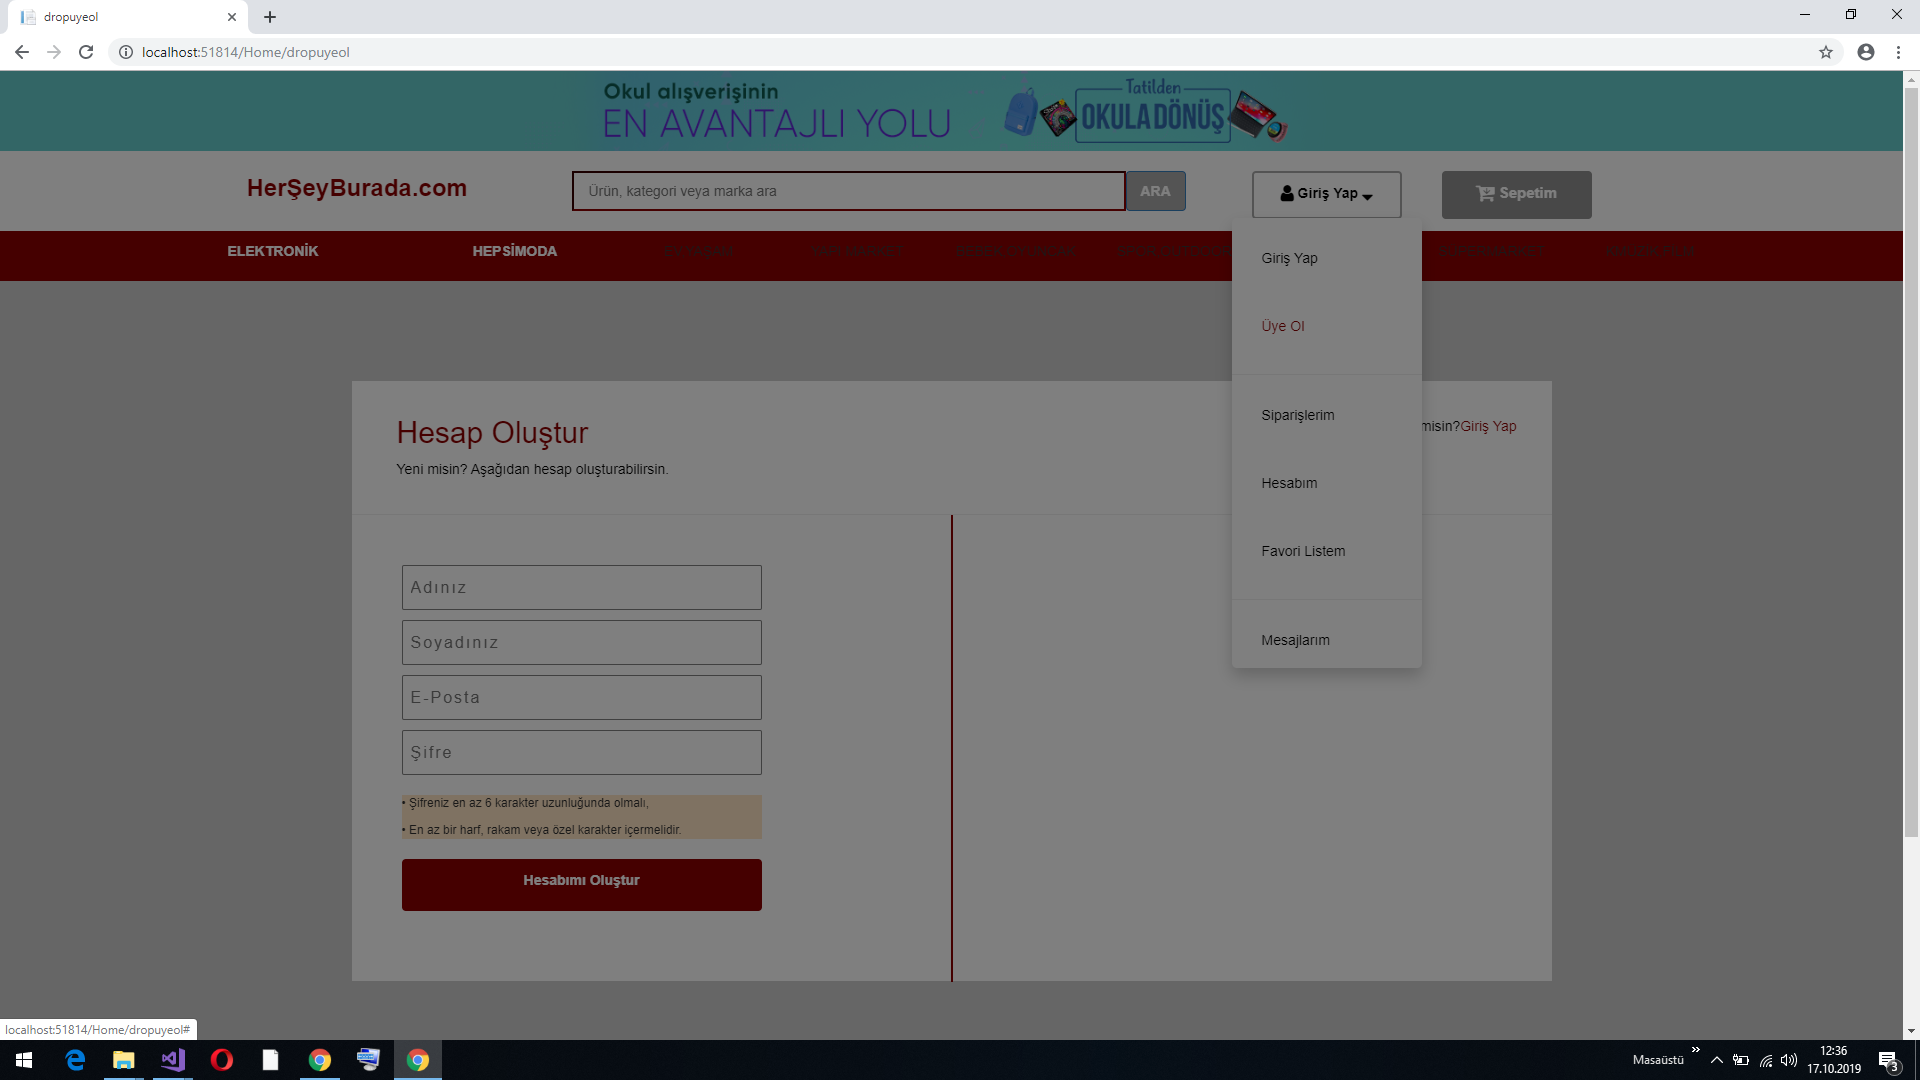 dropuyeol
localhost:51814/Home/dropuyeol
Okul alışverişinin
EN AVANTAJLI YOLU
Tatilden
OKULA DÖNÜŞ
HerŞeyBurada.com
Ürün, kategori veya marka ara
ARA
Giriş Yap
Sepetim
ELEKTRONİK
HEPSİMODA
Giriş Yap
Üye Ol
Siparişlerim
Hesabım
Favori Listem
Mesajlarım
Hesap Oluştur
misin?Giriş Yap
Yeni misin? Aşağıdan hesap oluşturabilirsin.
Adınız
Soyadınız
E-Posta
Şifre
• Şifreniz en az 6 karakter uzunluğunda olmalı,
• En az bir harf, rakam veya özel karakter içermelidir.
Hesabımı Oluştur
localhost:51814/Home/dropuyeol#
Masaüstü
12:36
17.10.2019
3